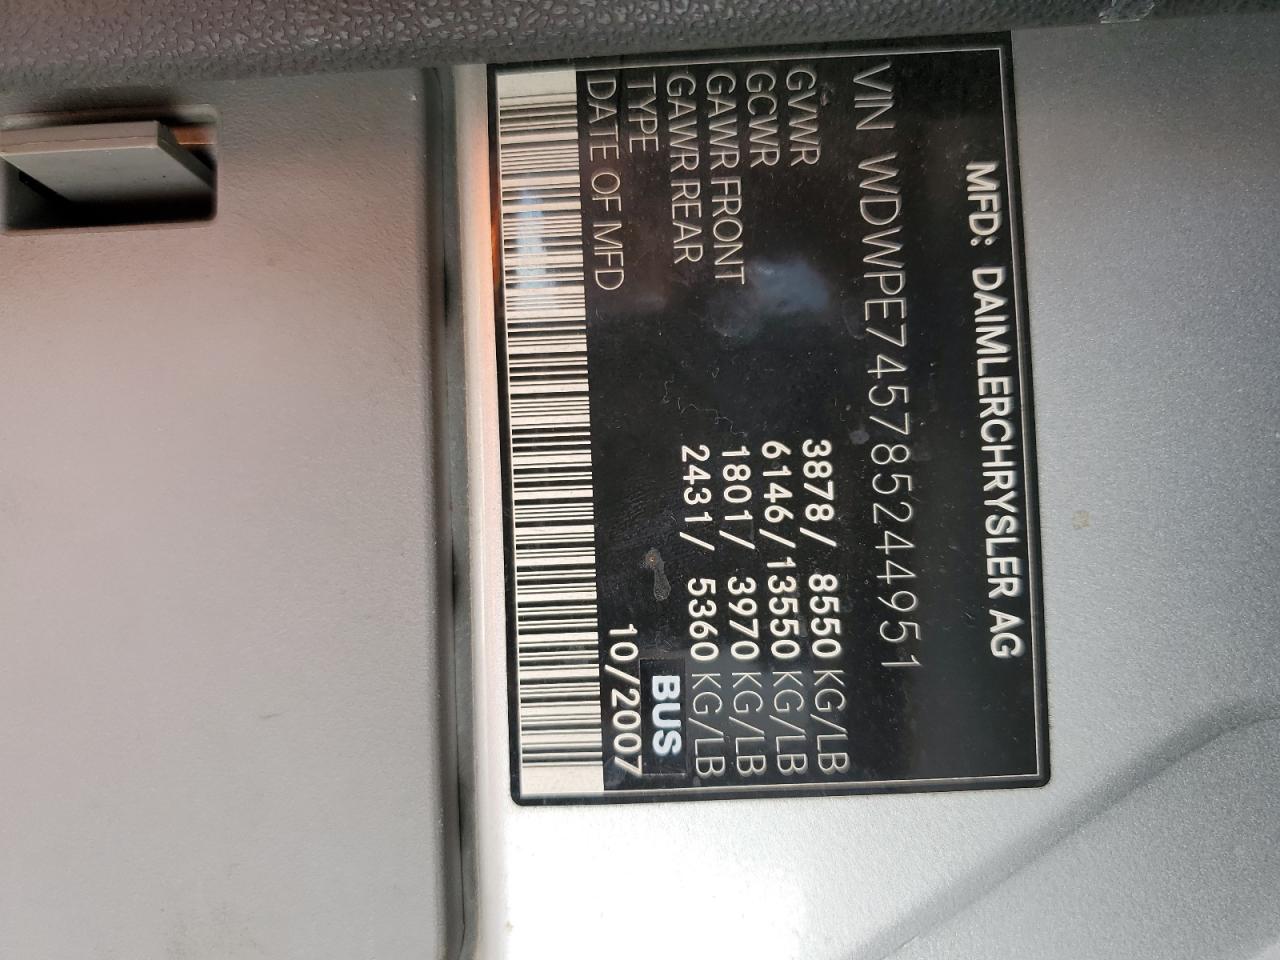 MFD: DAIMLERCHRYSLER AG
VIN WDWPE745785244951
GVWR 3878/ 8550 KG/LB
GCWR 6146/13550 KG/LB
GAWR FRONT 1801/ 3970 KG/LB
GAWR REAR 2431/ 5360 KG/LB
TYPE BUS
DATE OF MFD 10/2007